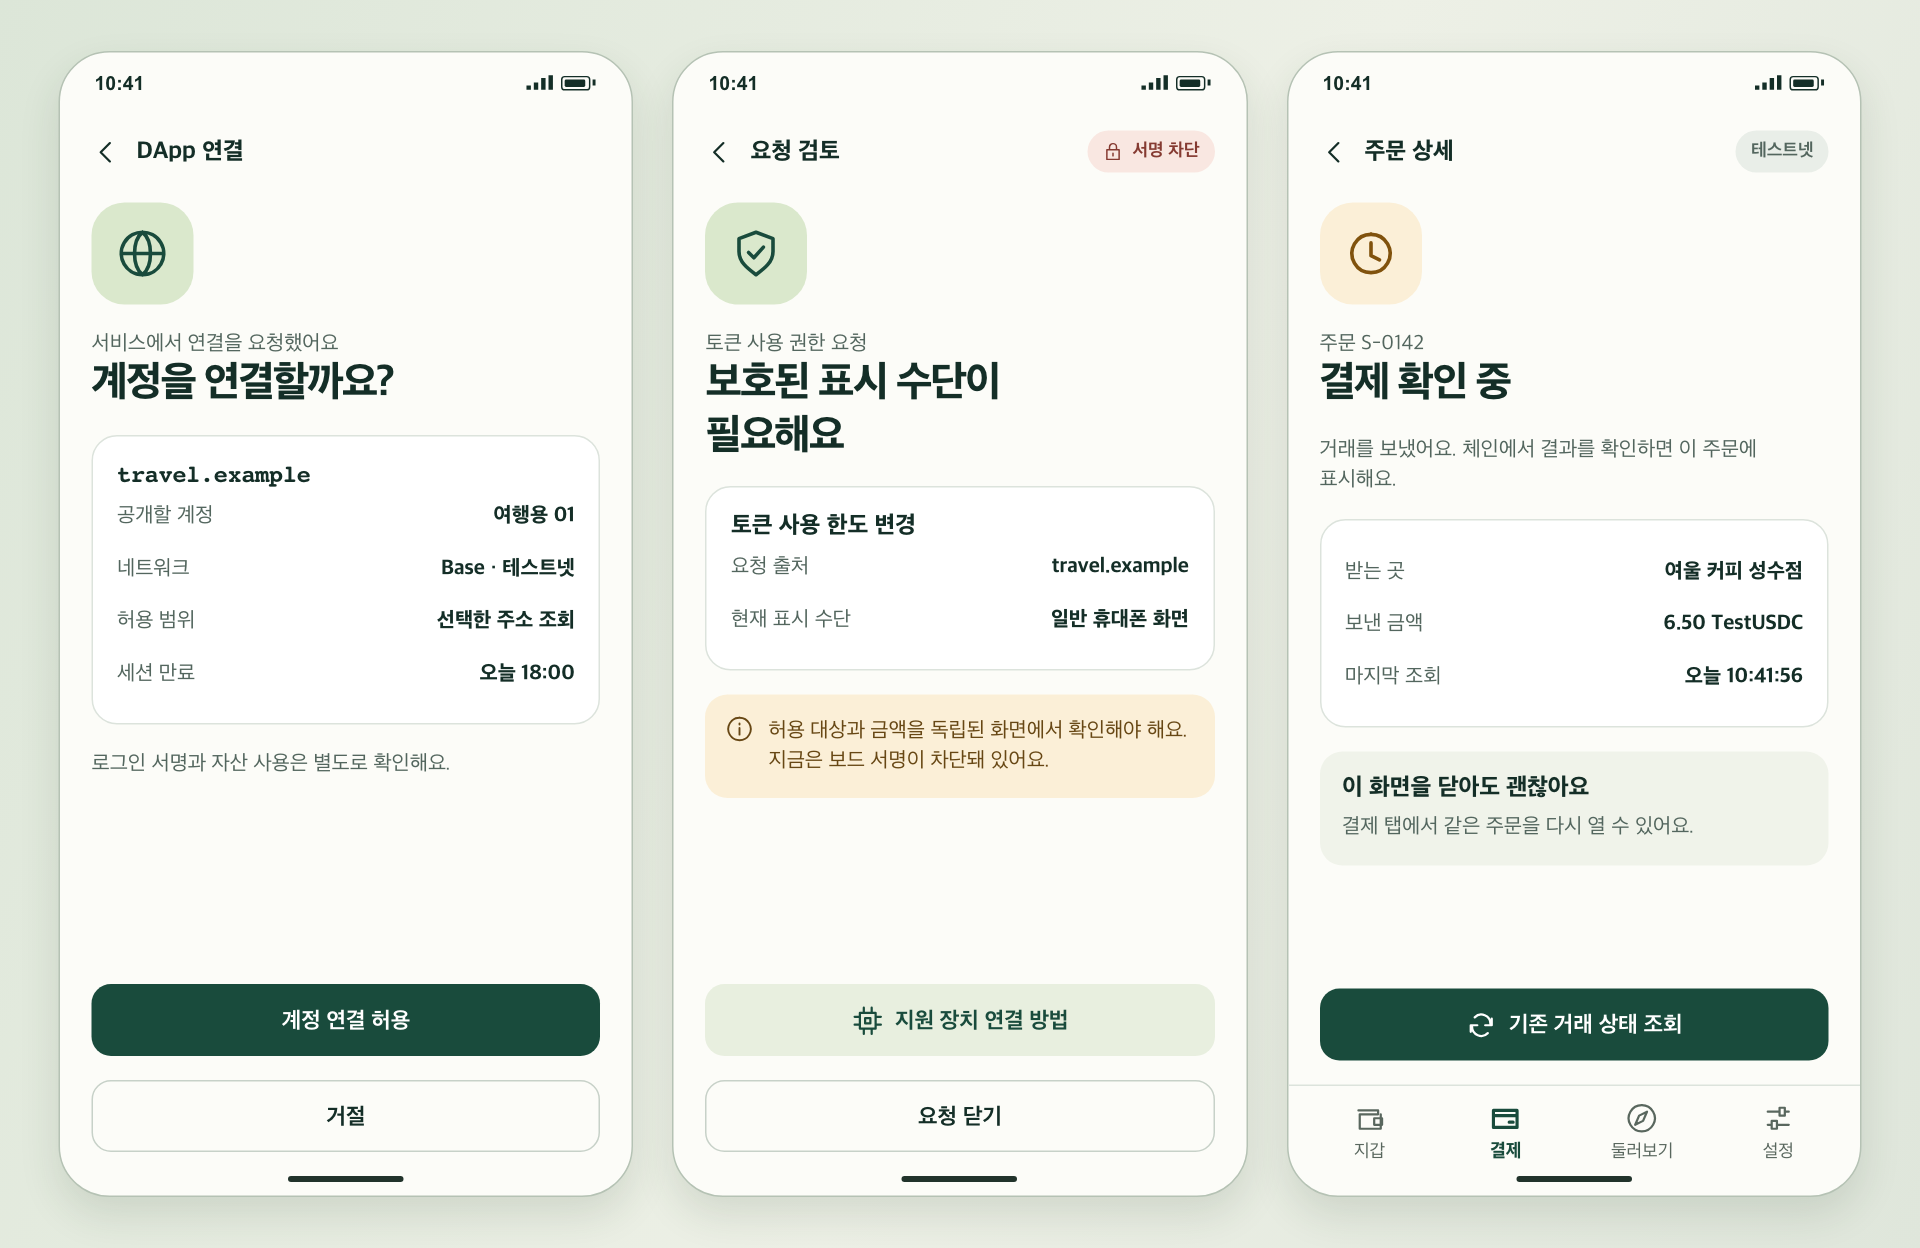 10:41
DApp 연결
서비스에서 연결을 요청했어요
계정을 연결할까요?
travel.example
공개할 계정 여행용 01
네트워크 Base · 테스트넷
허용 범위 선택한 주소 조회
세션 만료 오늘 18:00
로그인 서명과 자산 사용은 별도로 확인해요.
계정 연결 허용
거절
10:41
요청 검토 서명 차단
토큰 사용 권한 요청
보호된 표시 수단이
필요해요
토큰 사용 한도 변경
요청 출처 travel.example
현재 표시 수단 일반 휴대폰 화면
허용 대상과 금액을 독립된 화면에서 확인해야 해요.
지금은 보드 서명이 차단돼 있어요.
지원 장치 연결 방법
요청 닫기
10:41
주문 상세 테스트넷
주문 S-0142
결제 확인 중
거래를 보냈어요. 체인에서 결과를 확인하면 이 주문에
표시해요.
받는 곳 여울 커피 성수점
보낸 금액 6.50 TestUSDC
마지막 조회 오늘 10:41:56
이 화면을 닫아도 괜찮아요
결제 탭에서 같은 주문을 다시 열 수 있어요.
기존 거래 상태 조회
지갑 결제 둘러보기 설정